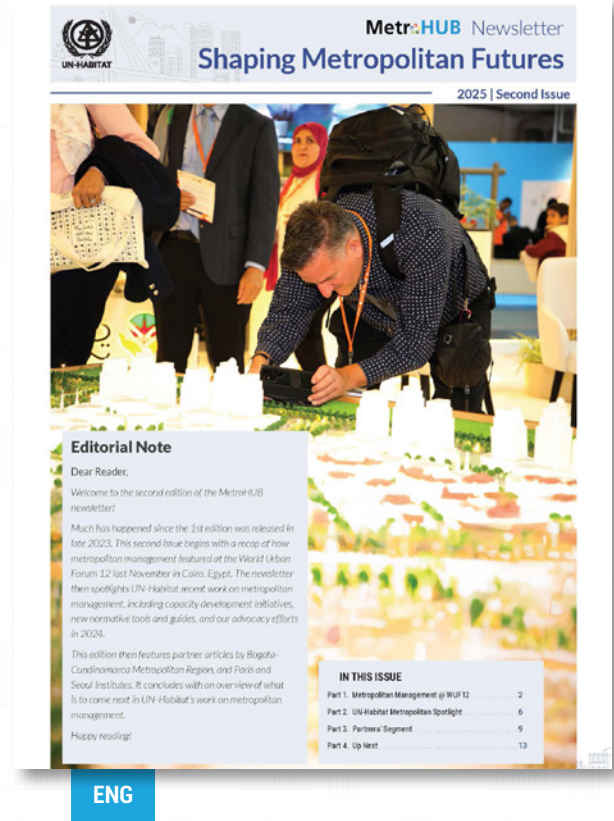 UN-HABITAT
MetroHUB Newsletter
Shaping Metropolitan Futures
2025 | Second Issue
Editorial Note
Dear Reader,
Welcome to the second edition of the MetroHUB
newsletter!
Much has happened since the 1st edition was released in
late 2023. This second issue begins with a recap of how
metropolitan management featured at the World Urban
Forum 12 last November in Cairo, Egypt. The newsletter
then spotlights UN-Habitat recent work on metropolitan
management, including capacity development initiatives,
new normative tools and guides, and our advocacy efforts
in 2024.
This edition then features partner articles by Bogota-
Cundinamarca Metropolitan Region, and Paris and
Seoul Institutes. It concludes with an overview of what
is to come next in UN-Habitat's work on metropolitan
management.
Happy reading!
IN THIS ISSUE
Part 1. Metropolitan Management @ WUF12 2
Part 2. UN-Habitat Metropolitan Spotlight 6
Part 3. Partners' Segment 9
Part 4. Up Next 13
ENG